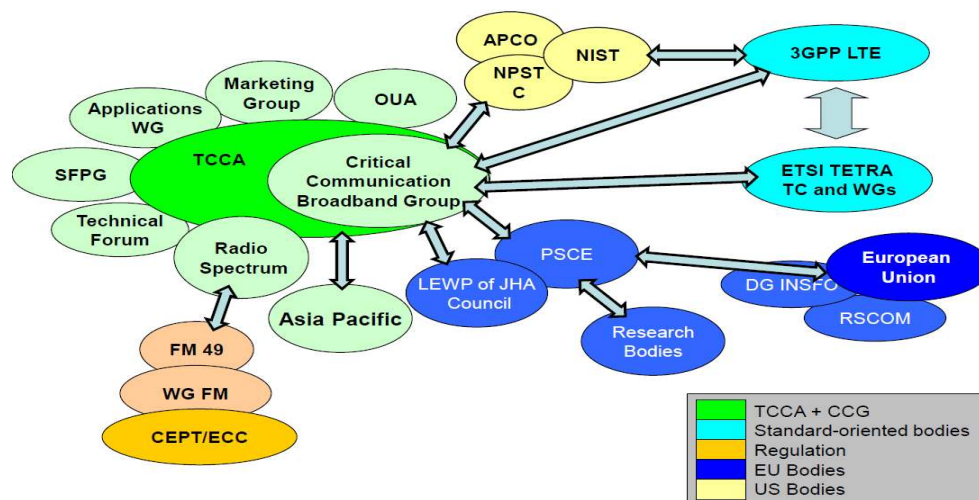 APCO
NPST
C
NIST
3GPP LTE
Marketing
Group
OUA
Applications
WG
TCCA
Critical
Communication
Broadband Group
SFPG
ETSI TETRA
TC and WGs
Technical
Forum
Radio
Spectrum
PSCE
European
Union
LEWP of JHA
Council
DG INSFO
RSCOM
Asia Pacific
Research
Bodies
FM 49
WG FM
CEPT/ECC
TCCA + CCG
Standard-oriented bodies
Regulation
EU Bodies
US Bodies